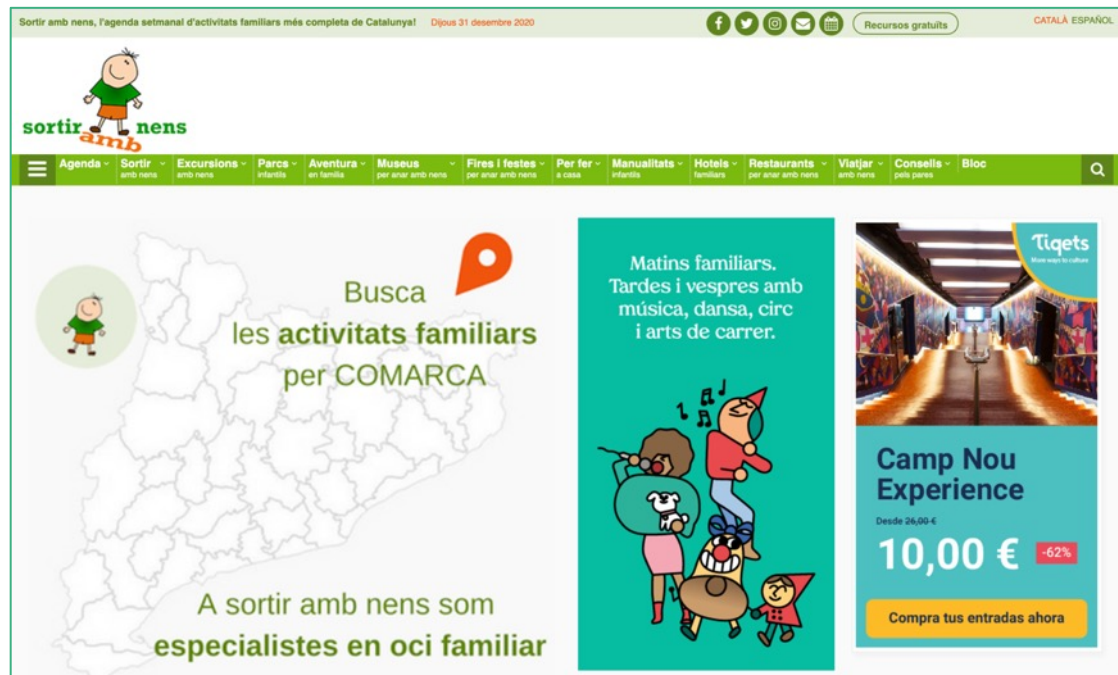 Sortir amb nens, l'agenda setmanal d'activitats familiars més completa de Catalunya!
Dijous 31 desembre 2020
Recursos gratuïts
CATALÀ ESPAÑOL
sortir amb nens
Agenda
Sortir
amb nens
Excursions
amb nens
Parcs
infantils
Aventura
en família
Museus
per anar amb nens
Fires i festes
per anar amb nens
Per fer
a casa
Manualitats
infantils
Hotels
familiars
Restaurants
per anar amb nens
Viatjar
amb nens
Consells
pels pares
Bloc
Busca
les activitats familiars
per COMARCA
A sortir amb nens som
especialistes en oci familiar
Matins familiars.
Tardes i vespres amb
música, dansa, circ
i arts de carrer.
Tiqets
More ways to culture
Camp Nou
Experience
Desde 26,00 €
10,00 € -62%
Compra tus entradas ahora